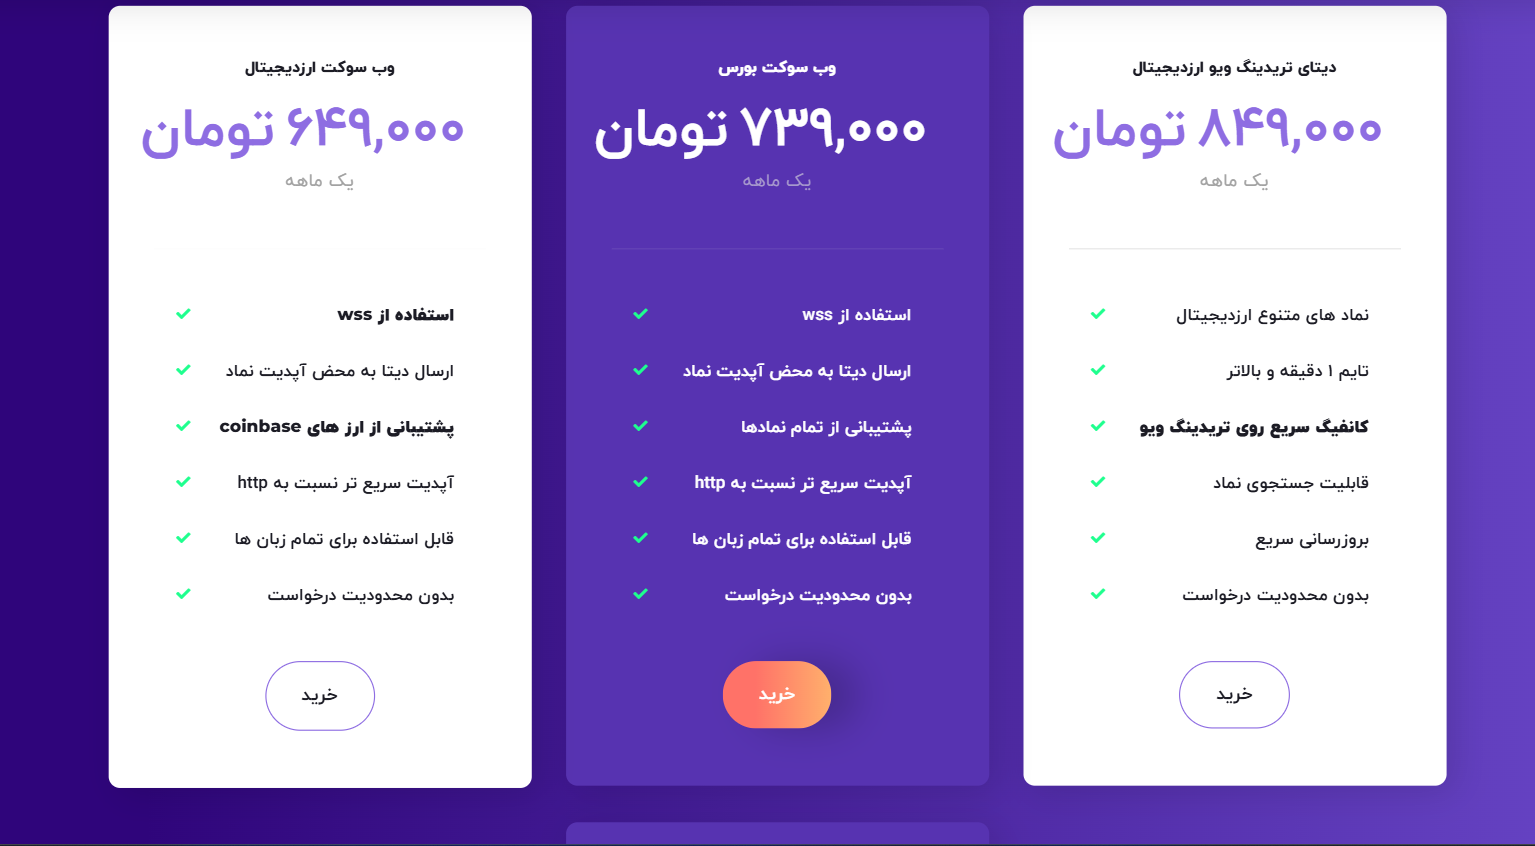 دیتای تریدینگ ویو ارزدیجیتال
۸۴۹,۰۰۰ تومان
یک ماهه
نماد های متنوع ارزدیجیتال
تایم ۱ دقیقه و بالاتر
کانفیگ سریع روی تریدینگ ویو
قابلیت جستجوی نماد
بروزرسانی سریع
بدون محدودیت درخواست
خرید
وب سوکت بورس
۷۳۹,۰۰۰ تومان
یک ماهه
استفاده از wss
ارسال دیتا به محض آپدیت نماد
پشتیبانی از تمام نمادها
آپدیت سریع تر نسبت به http
قابل استفاده برای تمام زبان ها
بدون محدودیت درخواست
خرید
وب سوکت ارزدیجیتال
۶۴۹,۰۰۰ تومان
یک ماهه
استفاده از wss
ارسال دیتا به محض آپدیت نماد
پشتیبانی از ارز های coinbase
آپدیت سریع تر نسبت به http
قابل استفاده برای تمام زبان ها
بدون محدودیت درخواست
خرید